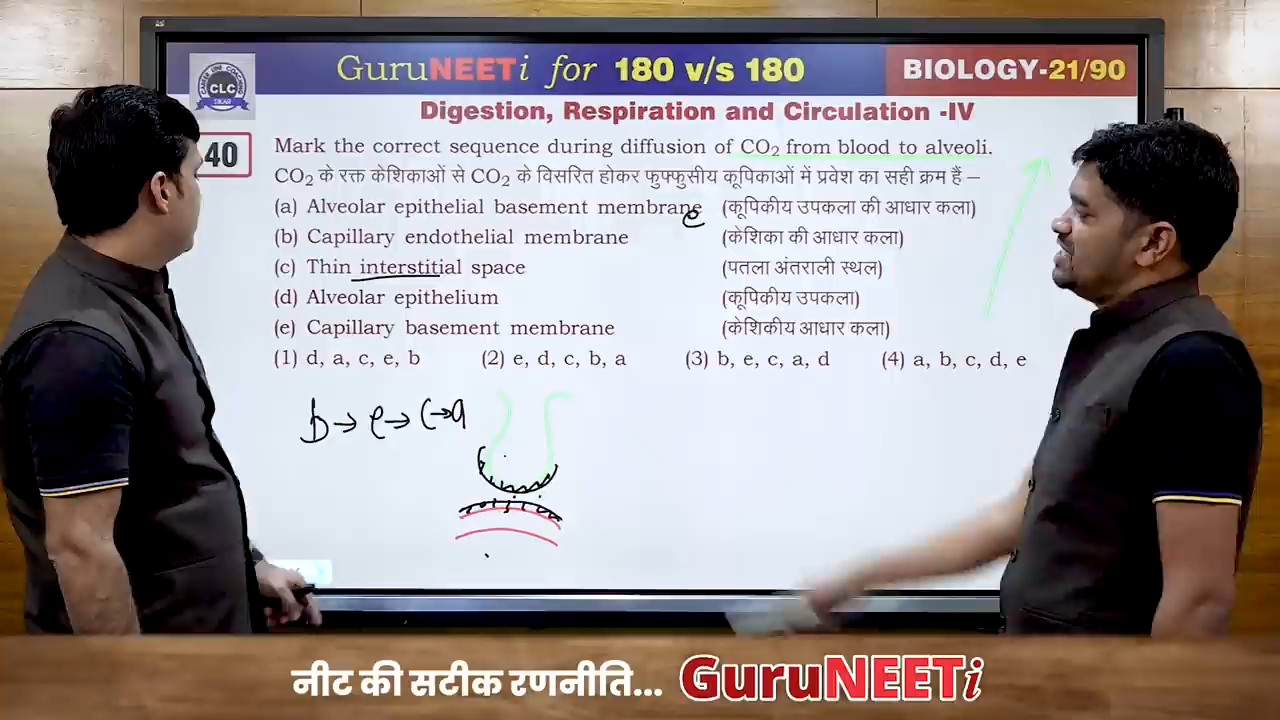 GuruNEETi for 180 v/s 180
BIOLOGY-21/90
CLC
SIKAR
Digestion, Respiration and Circulation -IV
40
Mark the correct sequence during diffusion of CO₂ from blood to alveoli.
CO₂ के रक्त केशिकाओं से CO₂ के विसरित होकर फुफ्फुसीय कूपिकाओं में प्रवेश का सही क्रम हैं –
(a) Alveolar epithelial basement membrane (कूपिकीय उपकला की आधार कला)
e
(b) Capillary endothelial membrane (केशिका की आधार कला)
(c) Thin interstitial space (पतला अंतराली स्थल)
(d) Alveolar epithelium (कूपिकीय उपकला)
(e) Capillary basement membrane (केशिकीय आधार कला)
(1) d, a, c, e, b (2) e, d, c, b, a (3) b, e, c, a, d (4) a, b, c, d, e
b→e→c→a
नीट की सटीक रणनीति... GuruNEETi